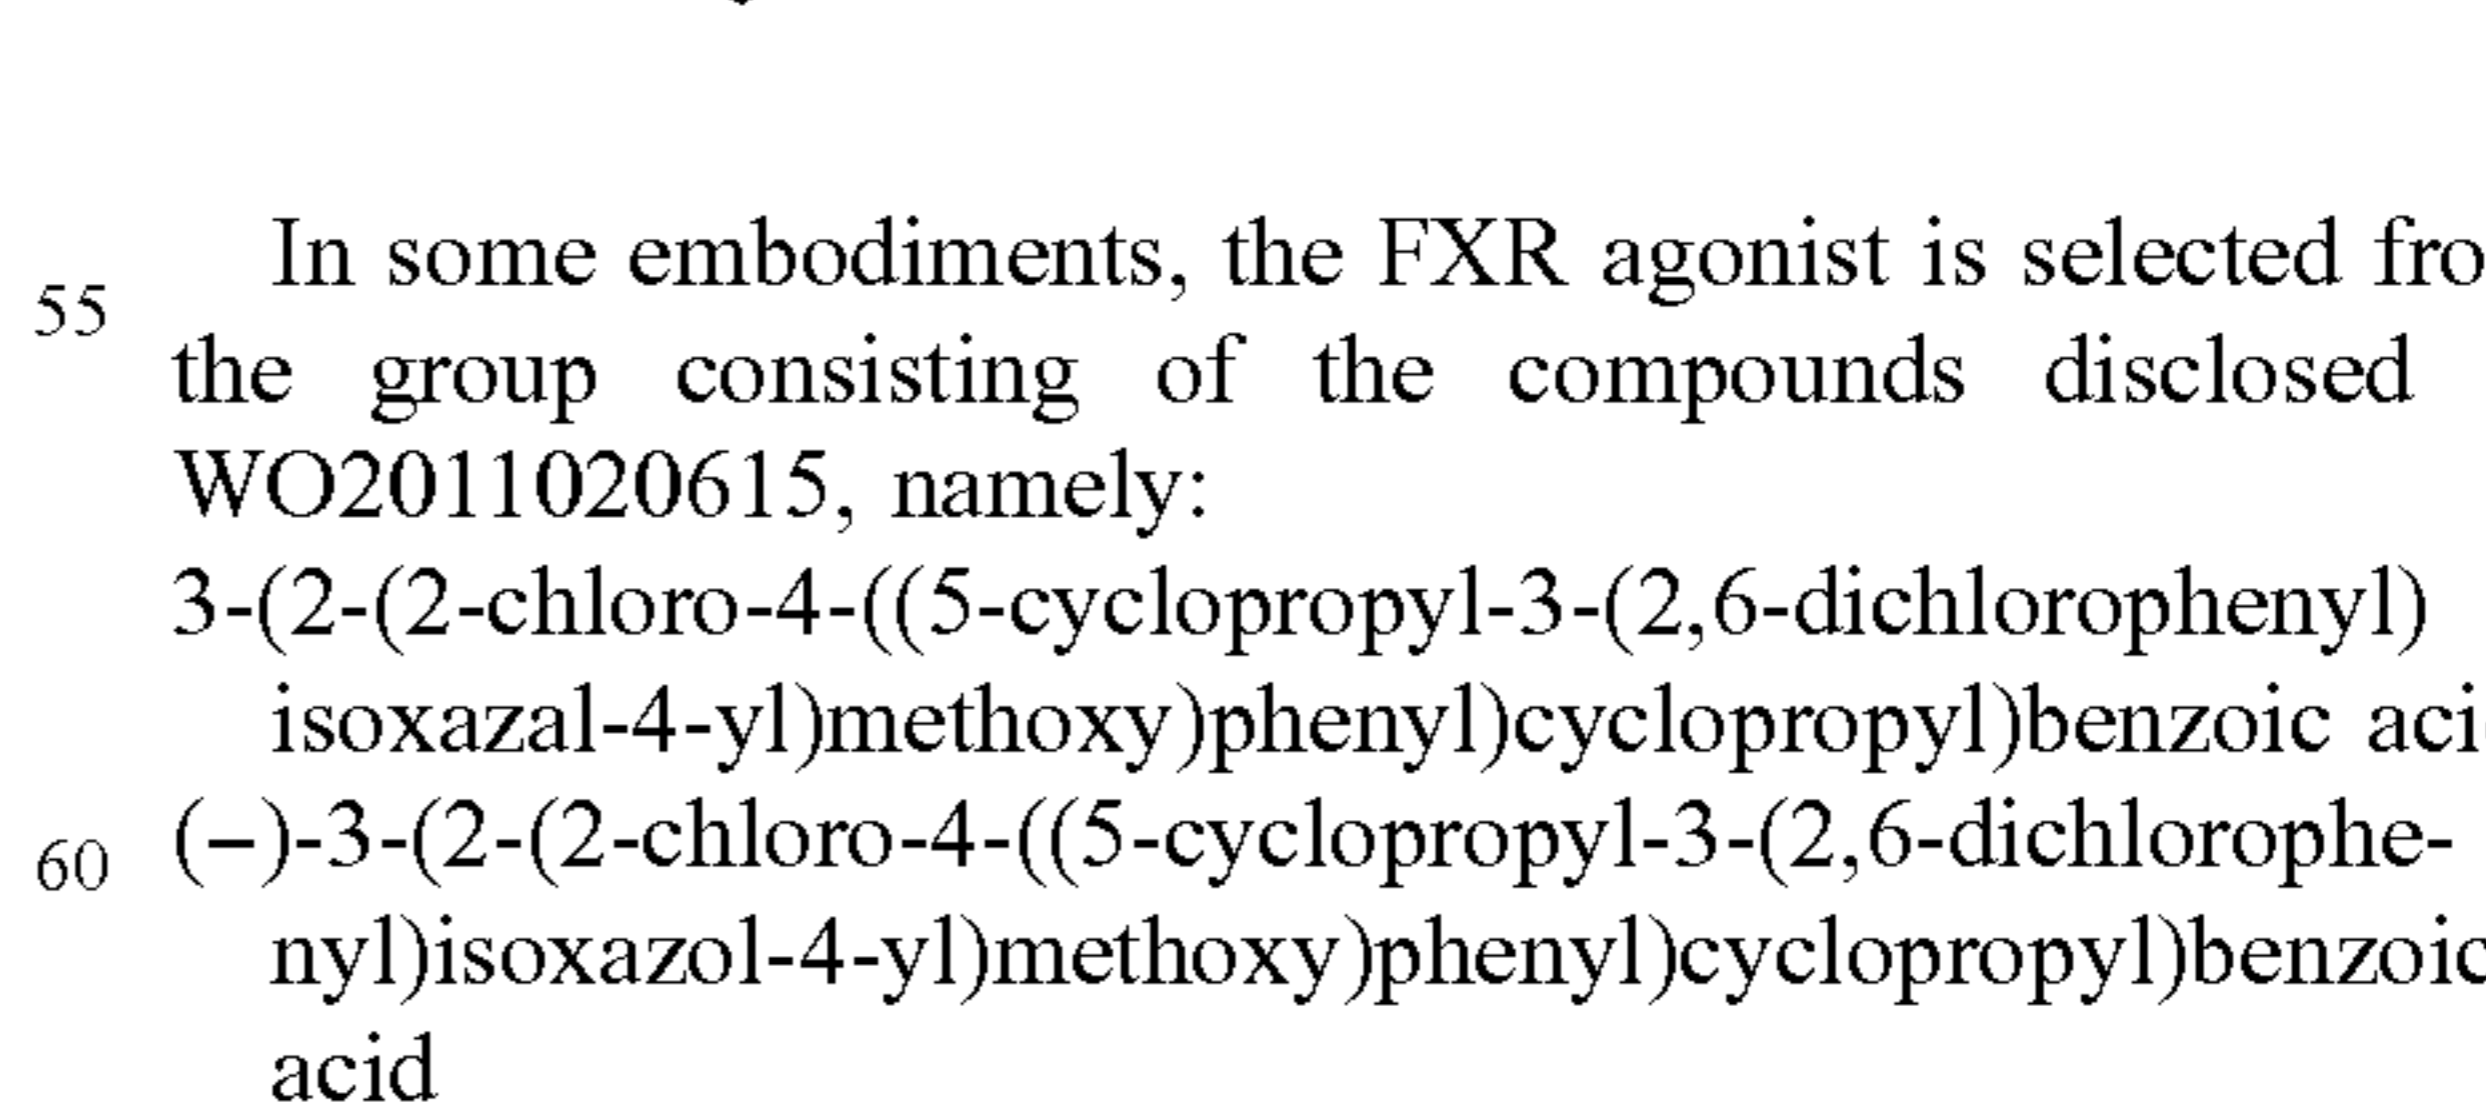 In some embodiments, the FXR agonist is selected fro
55
the group consisting of the compounds disclosed
WO2011020615, namely:
3-(2-(2-chloro-4-((5-cyclopropyl-3-(2,6-dichlorophenyl)
isoxazal-4-yl)methoxy)phenyl)cyclopropyl)benzoic aci
60 (−)-3-(2-(2-chloro-4-((5-cyclopropyl-3-(2,6-dichlorophe-
nyl)isoxazol-4-yl)methoxy)phenyl)cyclopropyl)benzoic
acid